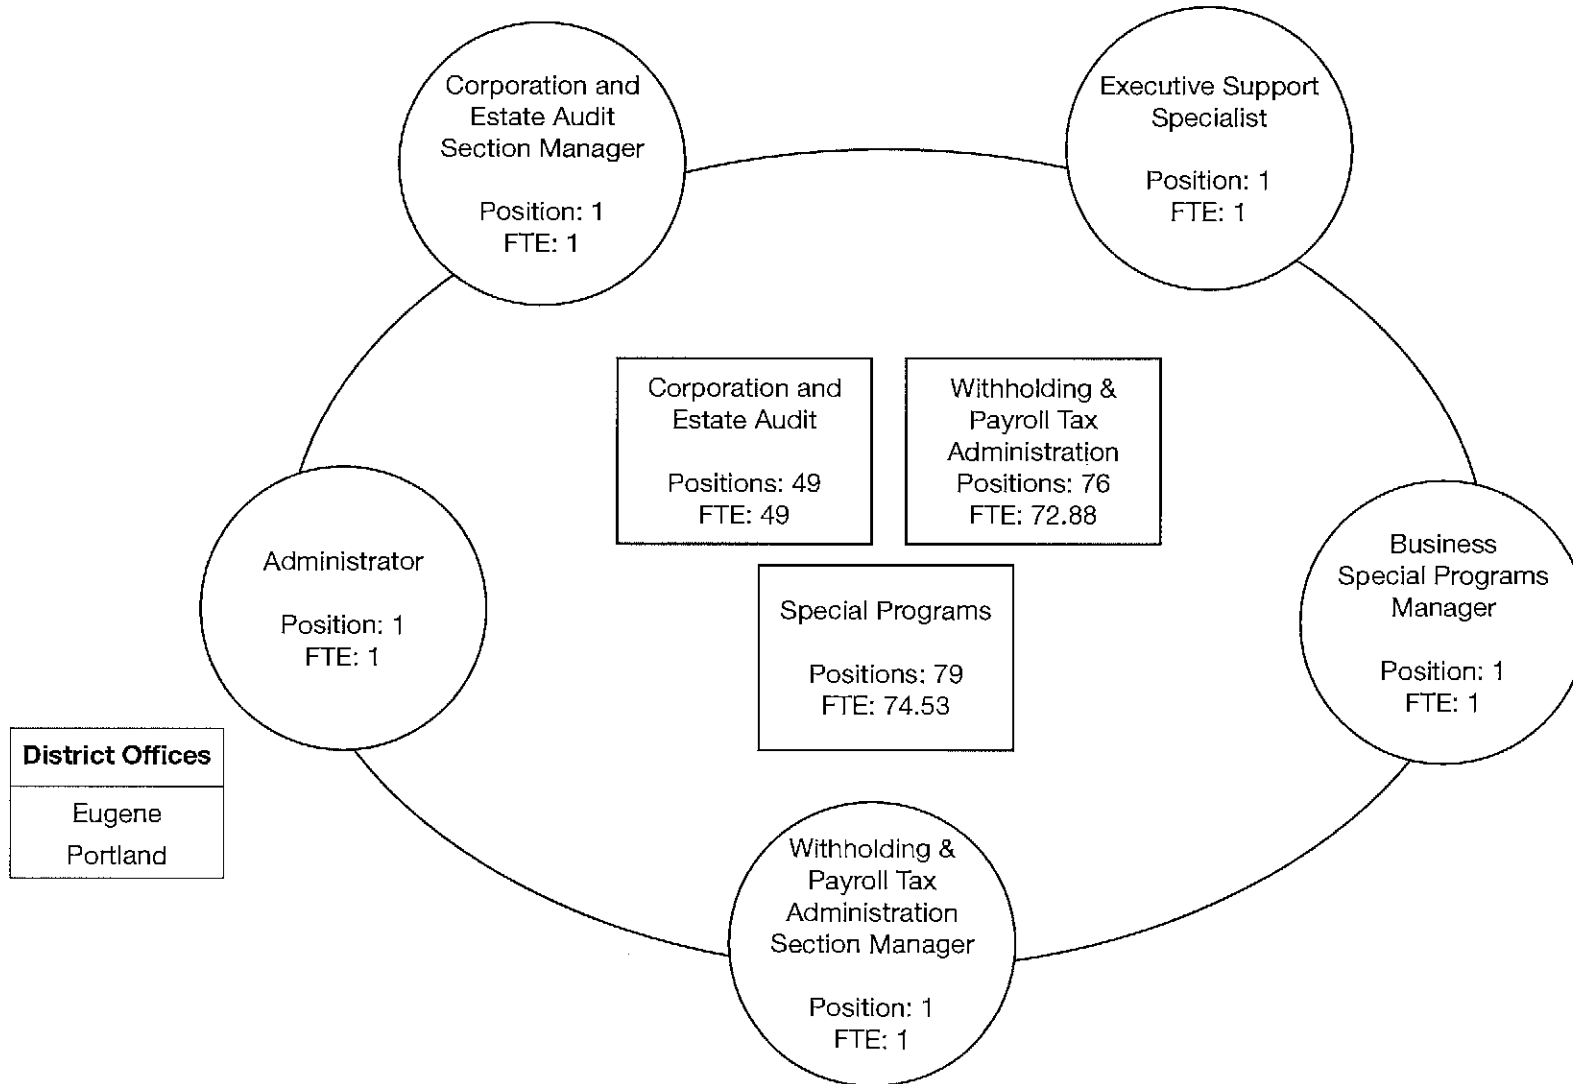 Corporation and
Estate Audit
Section Manager
Position: 1
FTE: 1
Executive Support
Specialist
Position: 1
FTE: 1
Corporation and
Estate Audit
Positions: 49
FTE: 49
Withholding &
Payroll Tax
Administration
Positions: 76
FTE: 72.88
Administrator
Position: 1
FTE: 1
Special Programs
Positions: 79
FTE: 74.53
Business
Special Programs
Manager
Position: 1
FTE: 1
District Offices
Eugene
Portland
Withholding &
Payroll Tax
Administration
Section Manager
Position: 1
FTE: 1